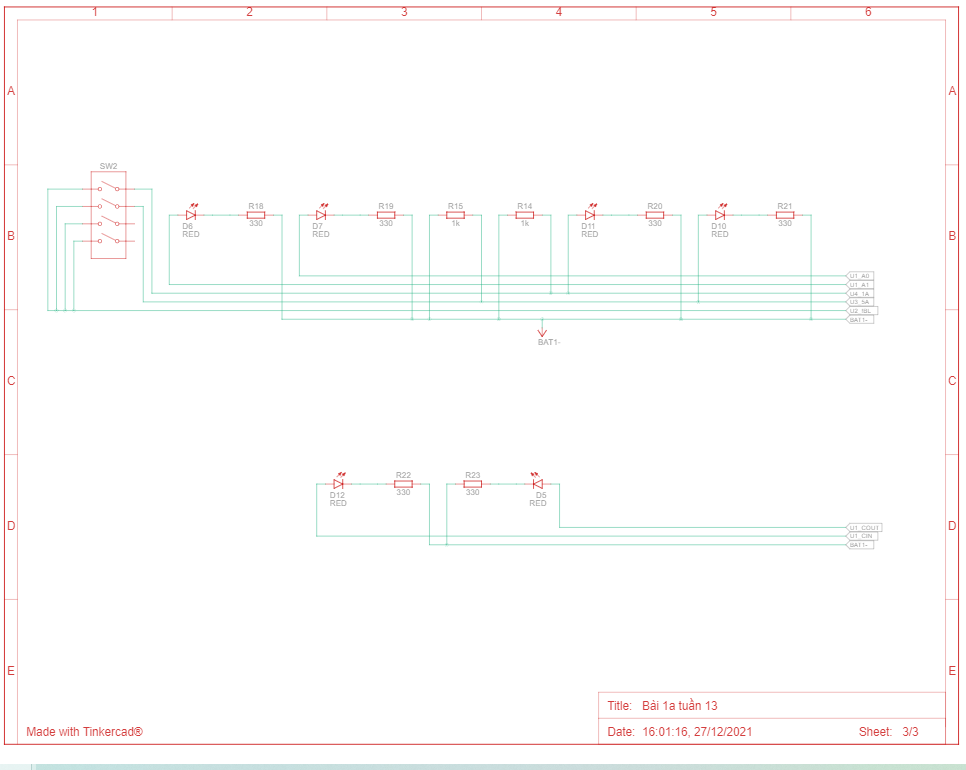 1 2 3 4 5 6
A A
SW2
R18 R19 R15 R14 R20 R21
B 330 330 1k 1k 330 330 B
D6 D7 D11 D10
RED RED RED RED
U1_A0
U1_A1
U4_1A
U3_5A
BAT1-
BAT1-
C C
R22 R23
330 330
D12 D5
RED RED
D D
U1_COUT
U1_CIN
BAT1-
E E
Title: Bài 1a tuần 13
Made with Tinkercad® Date: 16:01:16, 27/12/2021 Sheet: 3/3